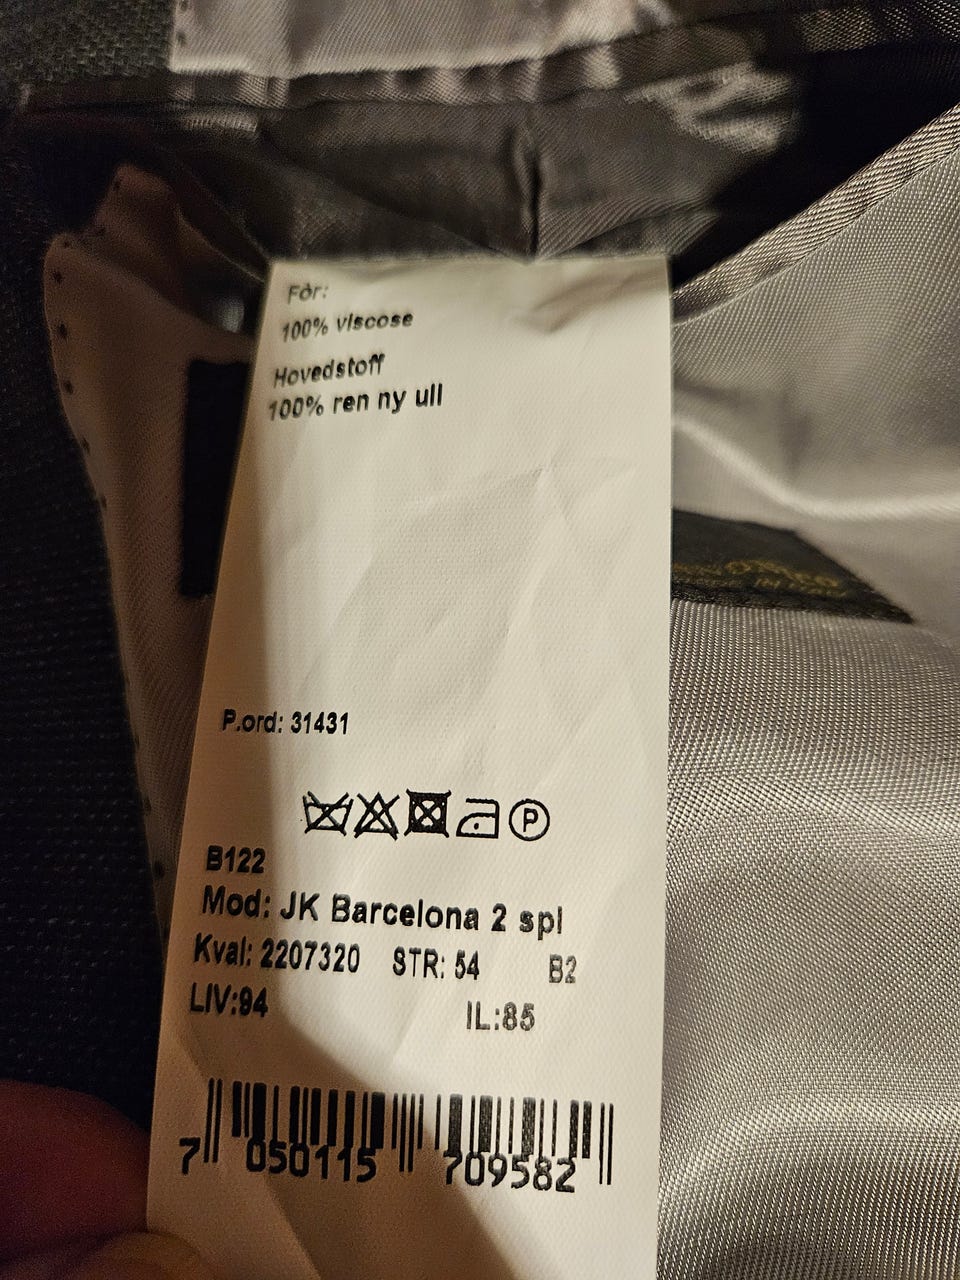 Fôr:
100% viscose
Hovedstoff
100% ren ny ull
P.ord: 31431
P
B122
Mod: JK Barcelona 2 spl
Kval: 2207320 STR: 54 B2
LIV:94 IL:85
7 050115 709582